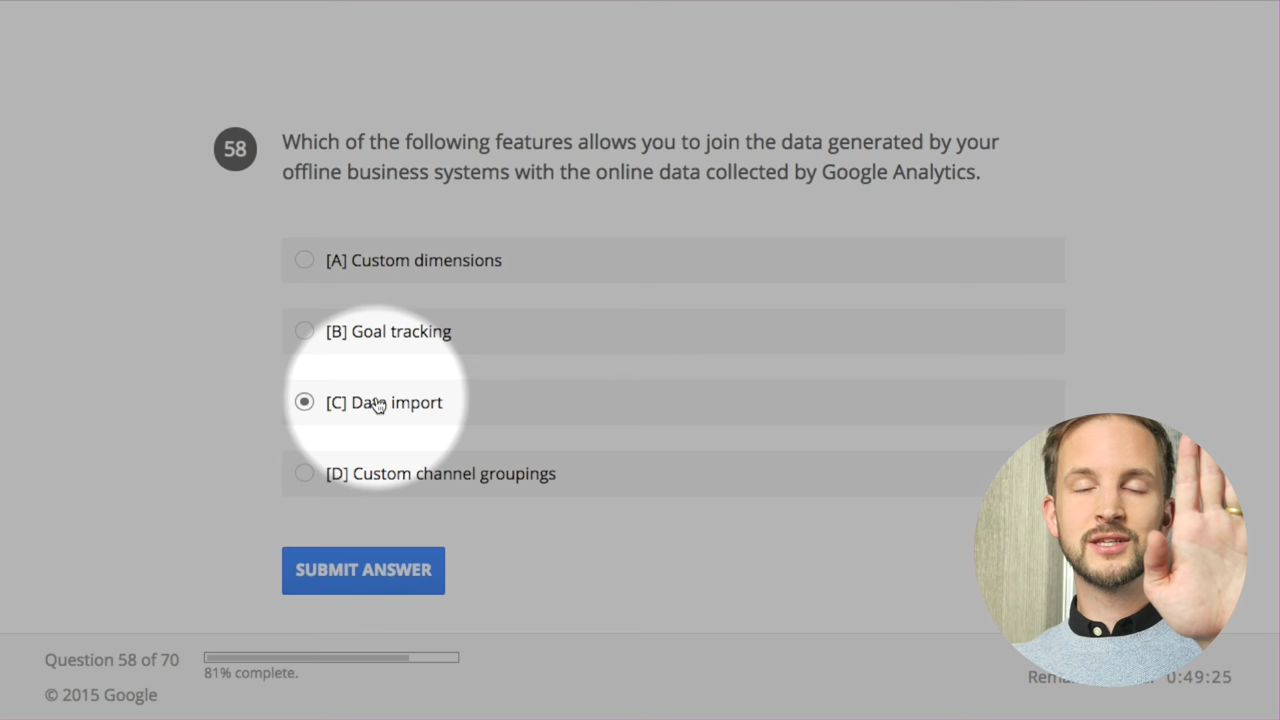 58
Which of the following features allows you to join the data generated by your
offline business systems with the online data collected by Google Analytics.
[A] Custom dimensions
[B] Goal tracking
[C] Data import
[D] Custom channel groupings
SUBMIT ANSWER
Question 58 of 70
81% complete.
0:49:25
© 2015 Google